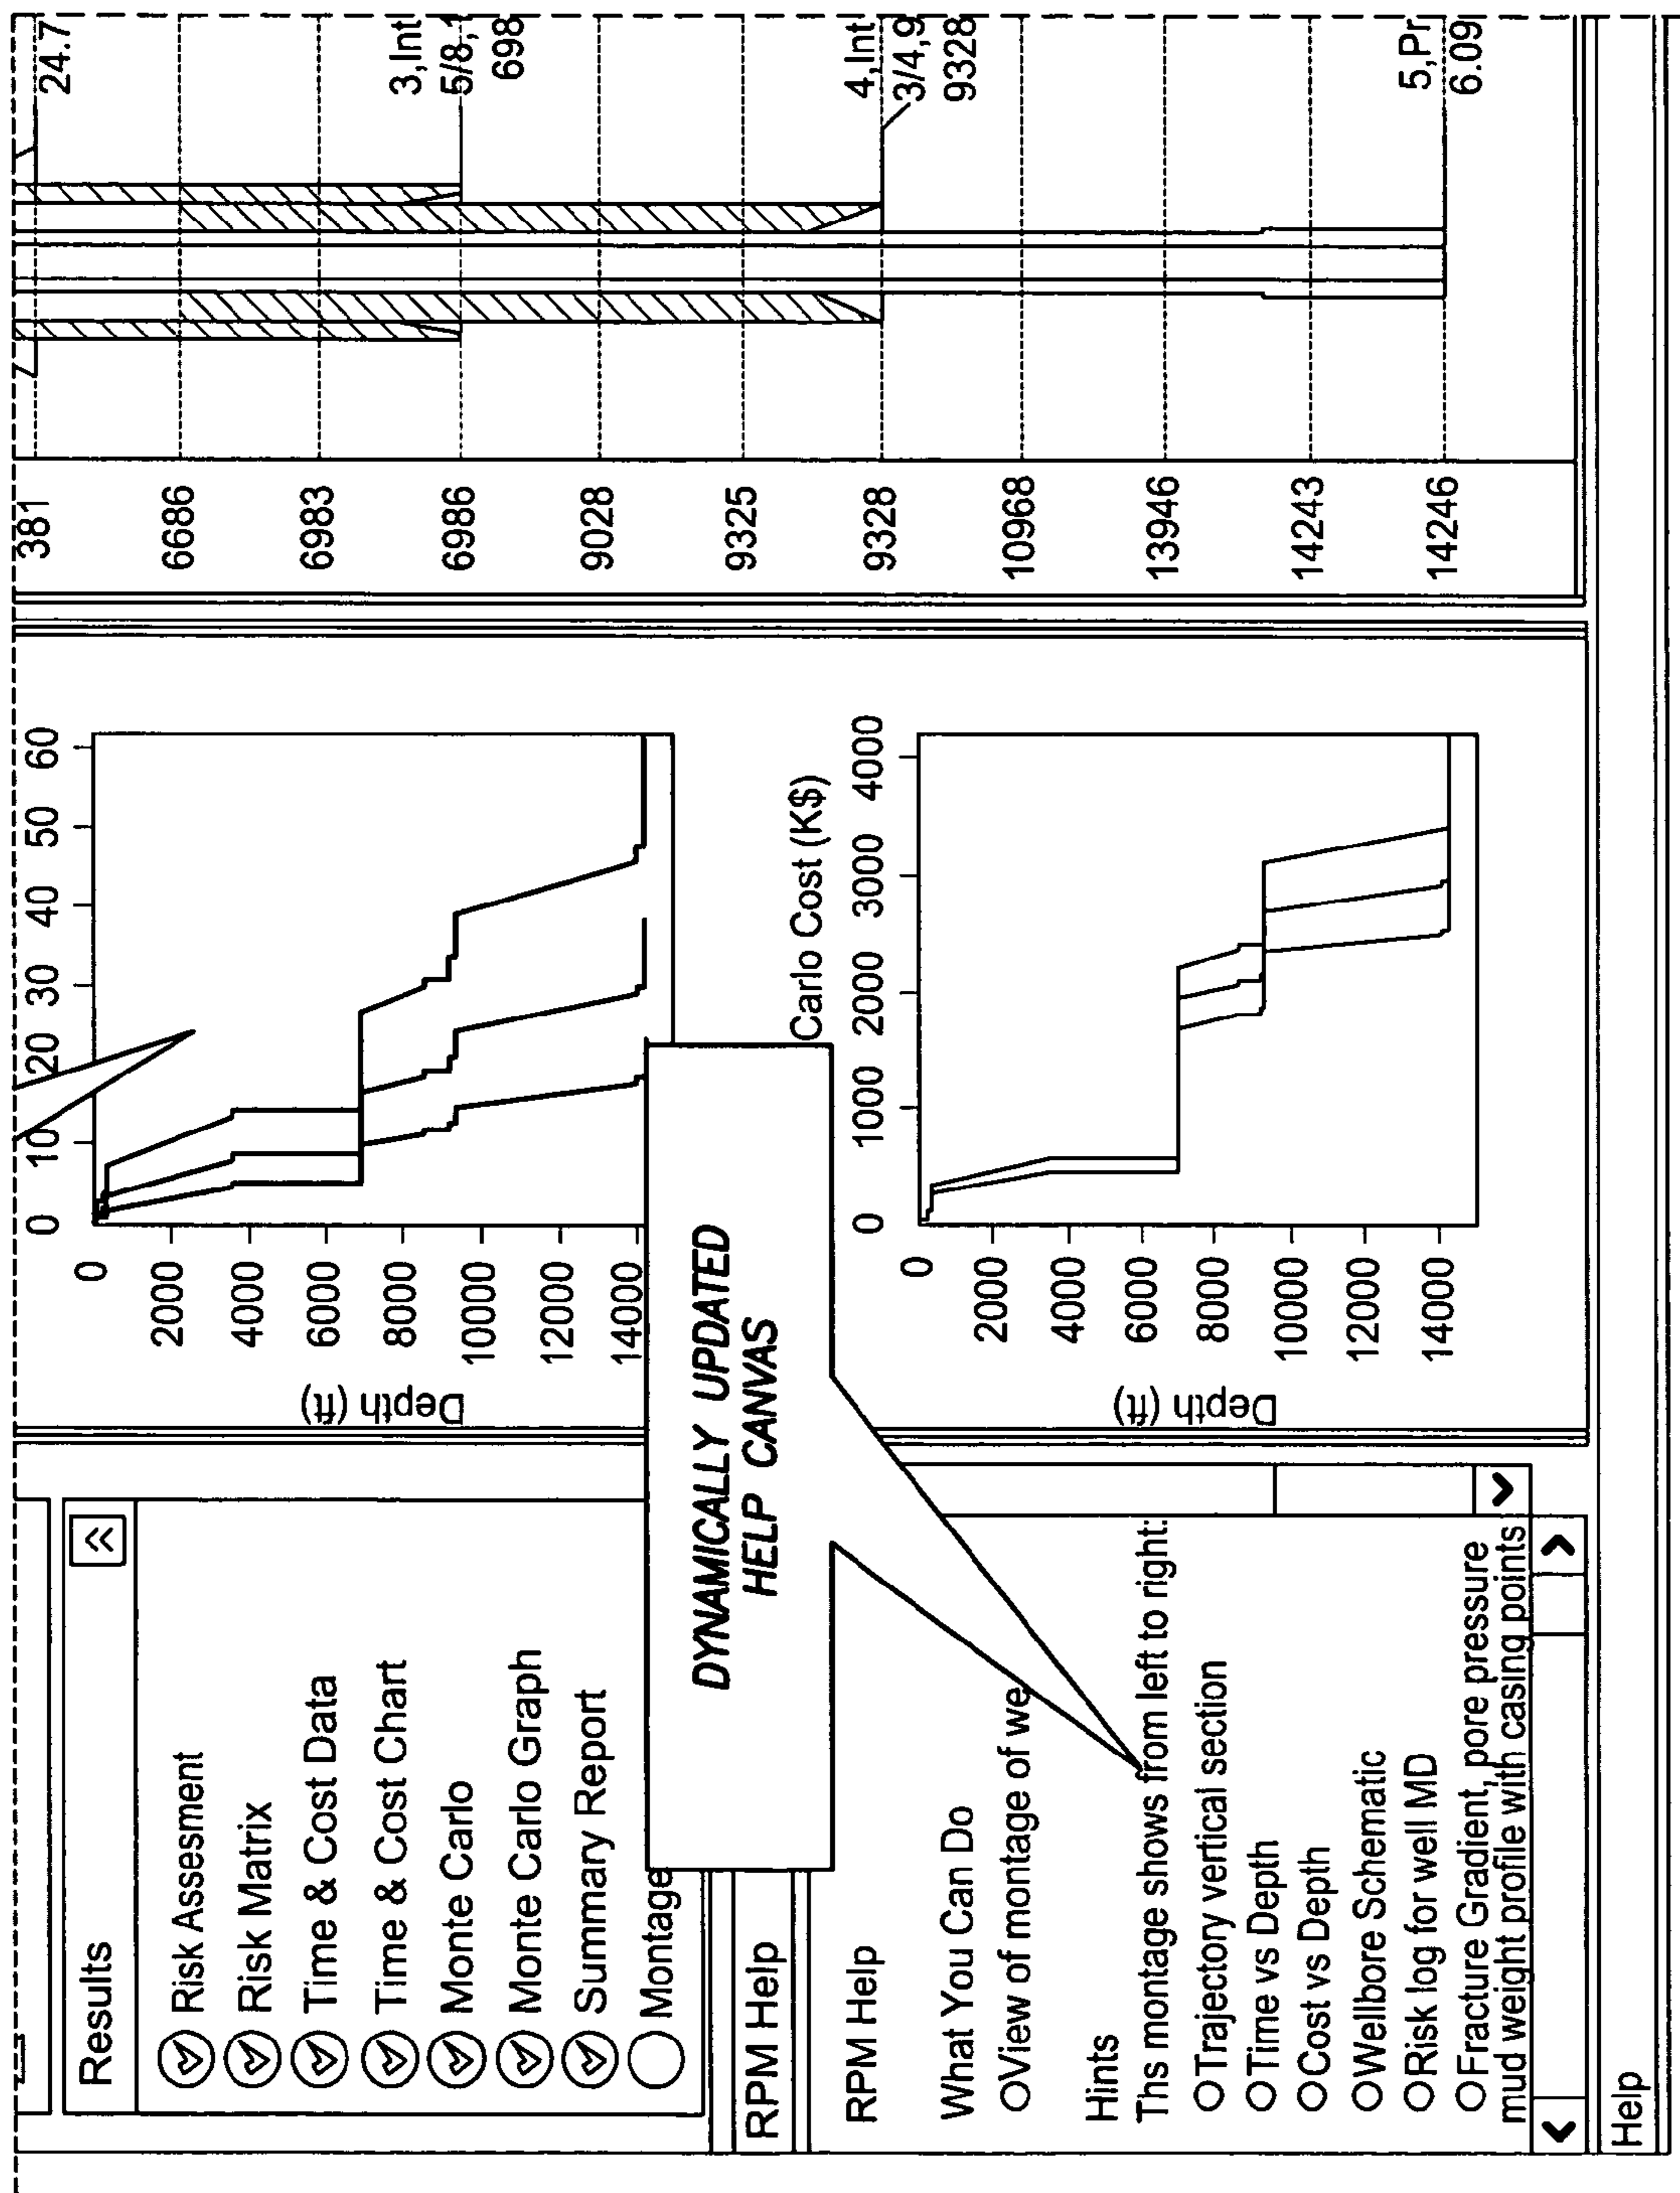 Results
Risk Assesment
Risk Matrix
Time & Cost Data
Time & Cost Chart
Monte Carlo
Monte Carlo Graph
Summary Report
Montage
RPM Help
RPM Help
What You Can Do
View of montage of we
Hints
Ths montage shows from left to right:
Trajectory vertical section
Time vs Depth
Cost vs Depth
Wellbore Schematic
Risk log for well MD
Fracture Gradient, pore pressure
mud weight profile with casing points
Help
DYNAMICALLY UPDATED
HELP CANVAS
0 10 20 30 40 50 60
0
2000
4000
6000
8000
10000
12000
14000
Depth (ft)
Carlo Cost (K$)
0 1000 2000 3000 4000
0
2000
4000
6000
8000
10000
12000
14000
Depth (ft)
381
6686
6983
6986
90028
93325
93328
10968
13946
14243
14246
24.7
3,Int
5/8,1
698
4,Int
3/4,9
9328
5,Pr
6.09